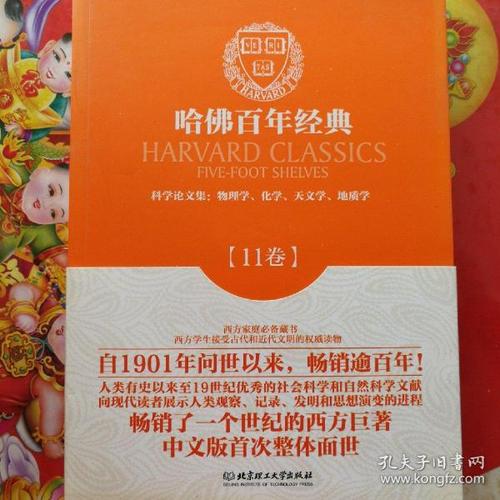 VE RI TAS
HARVARD
哈佛百年经典
HARVARD CLASSICS
FIVE-FOOT SHELVES
科学论文集：物理学、化学、天文学、地质学
【11卷】
西方家庭必备藏书
西方学生接受古代和近代文明的权威读物
自1901年问世以来，畅销逾百年！
人类有史以来至19世纪优秀的社会科学和自然科学文献
向现代读者展示人类观察、记录、发明和思想演变的进程
畅销了一个世纪的西方巨著
中文版首次整体面世
北京理工大学出版社
BEIJING INSTITUTE OF TECHNOLOGY PRESS
孔夫子旧书网
www.kongfz.com